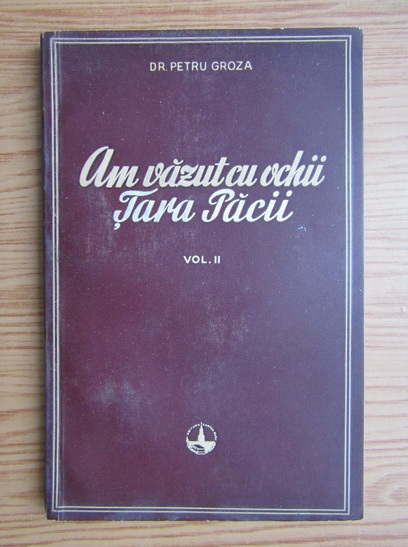 DR. PETRU GROZA
Am văzut cu ochii
Țara Păcii
VOL. II